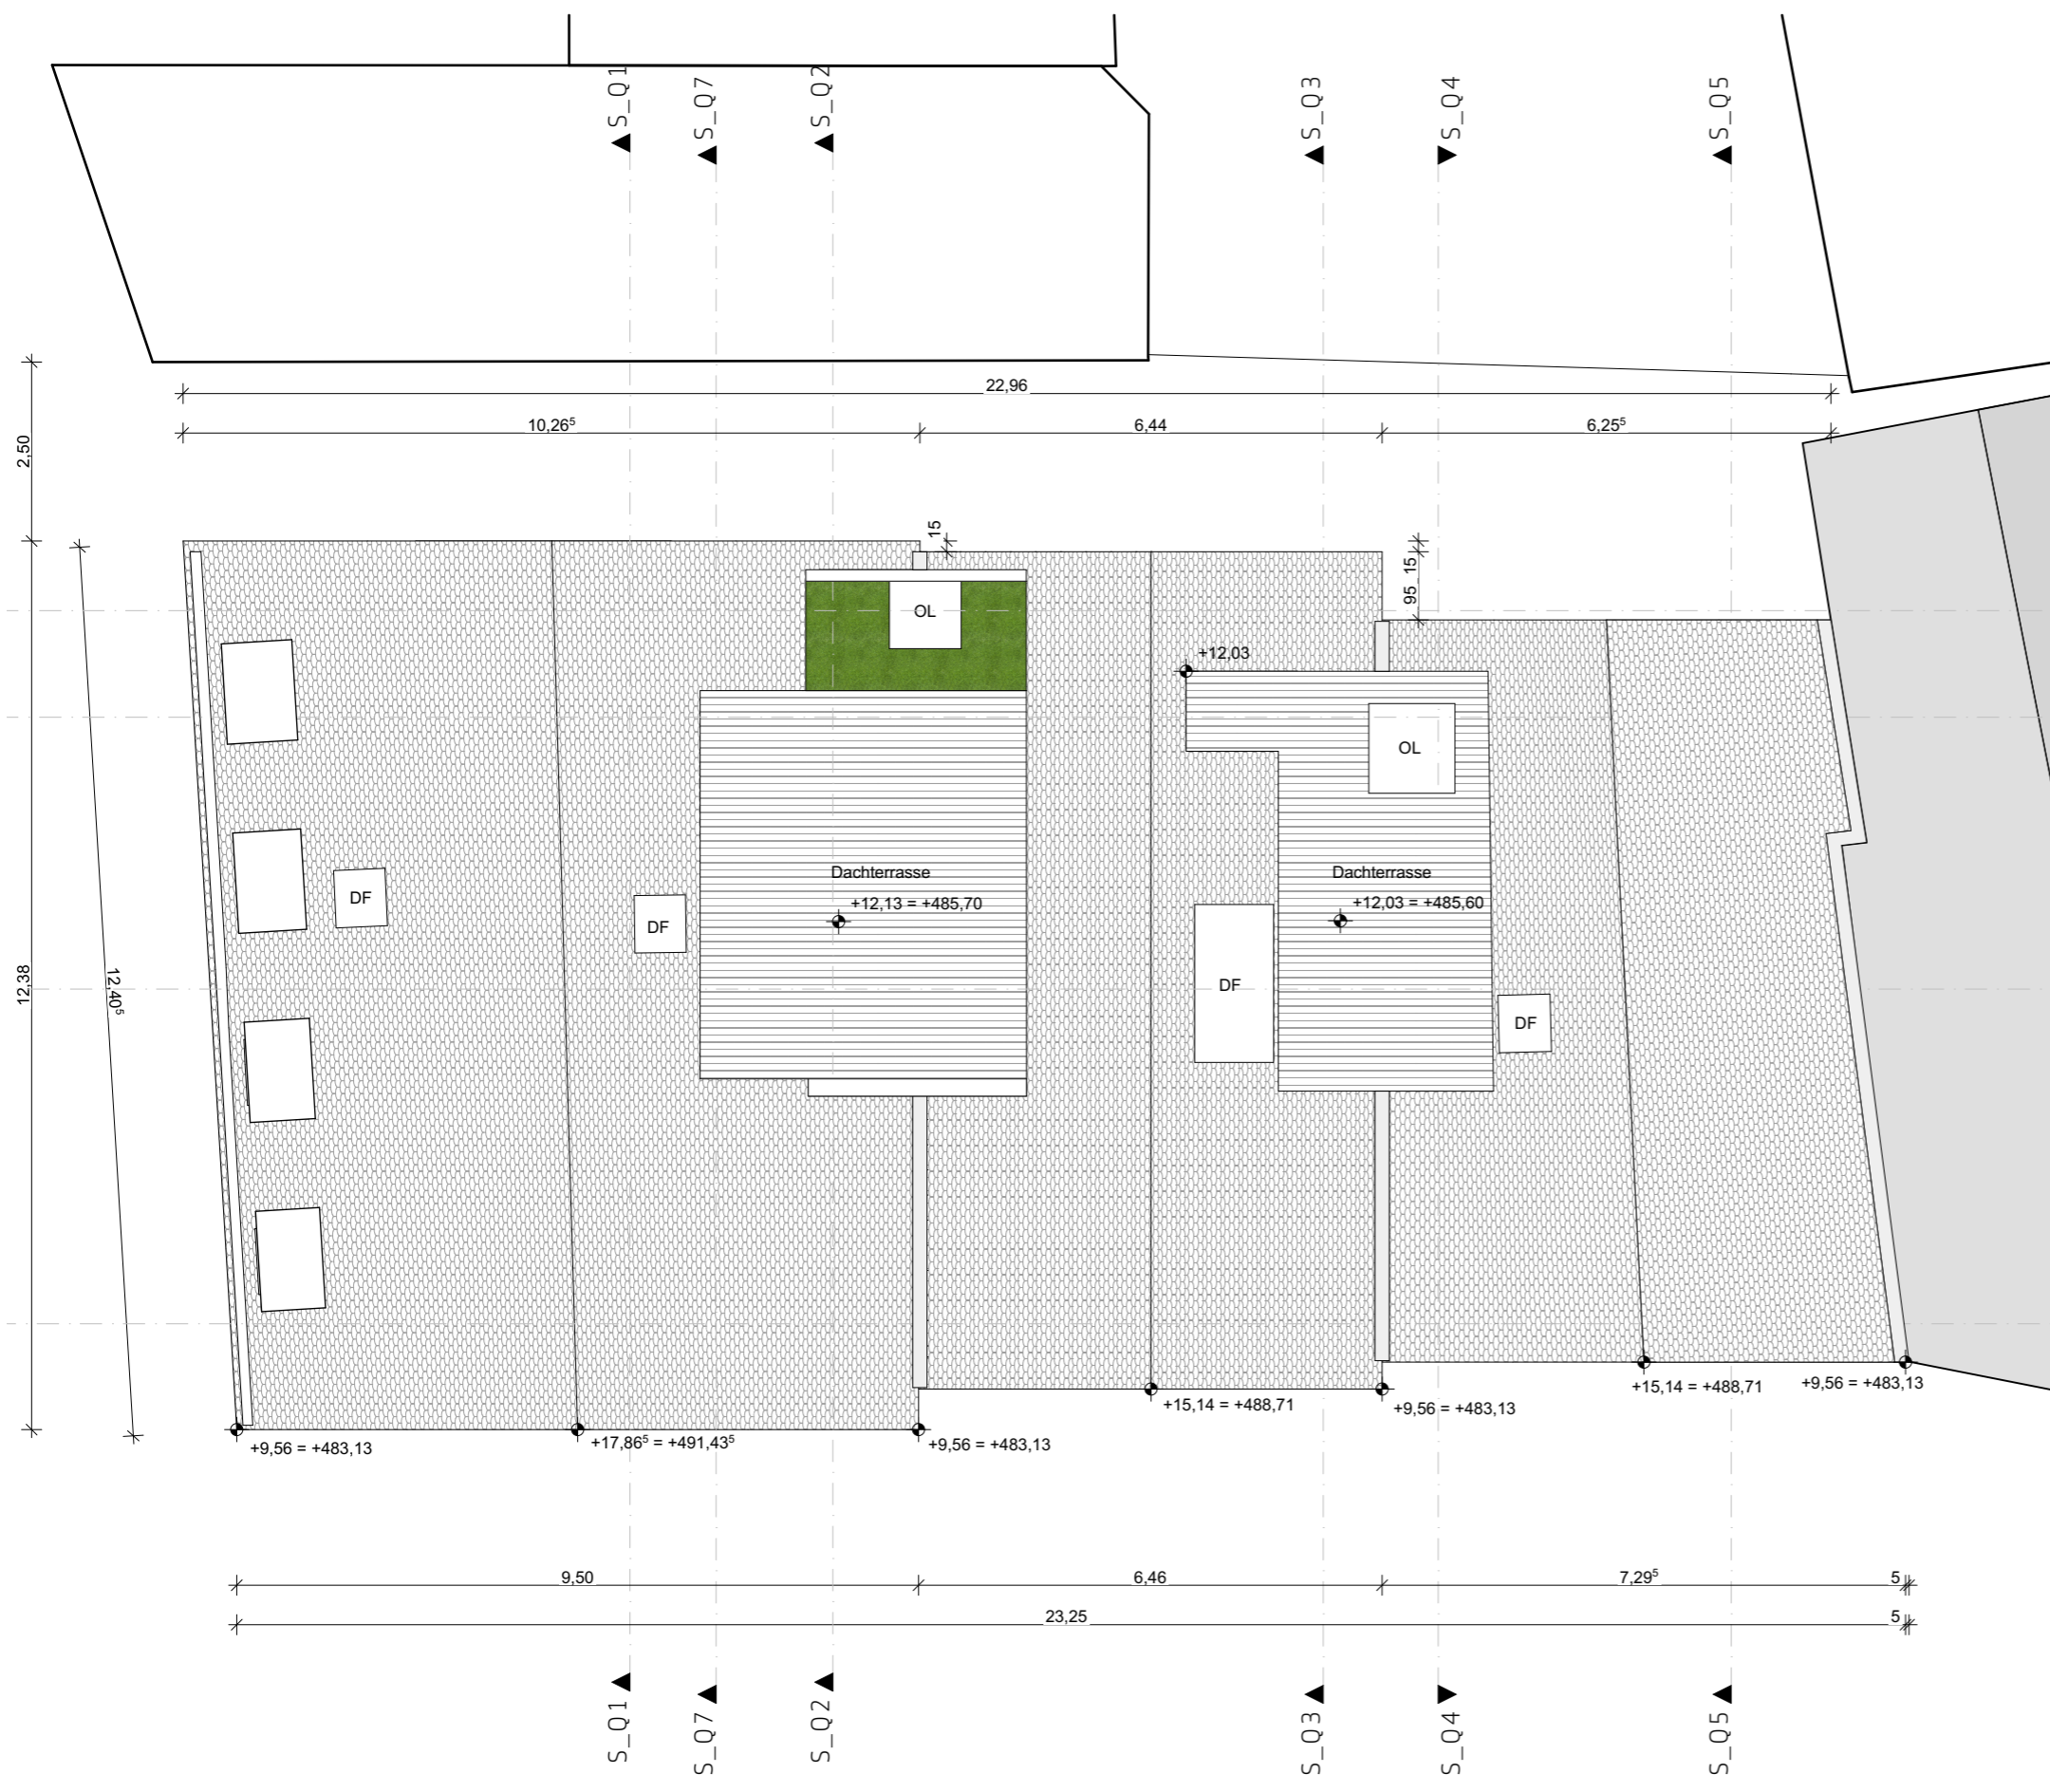 S_Q1
S_Q7
S_Q2
S_Q3
S_Q4
S_Q5
22,96
10,26⁵
6,44
6,25⁵
2,50
15
15
95
OL
+12,03
OL
Dachterrasse
+12,13 = +485,70
Dachterrasse
+12,03 = +485,60
DF
DF
DF
DF
12,38
12,40⁵
+9,56 = +483,13
+17,86⁵ = +491,43⁵
+9,56 = +483,13
+15,14 = +488,71
+9,56 = +483,13
+15,14 = +488,71
+9,56 = +483,13
9,50
6,46
7,29⁵
5
23,25
5
S_Q1
S_Q7
S_Q2
S_Q3
S_Q4
S_Q5